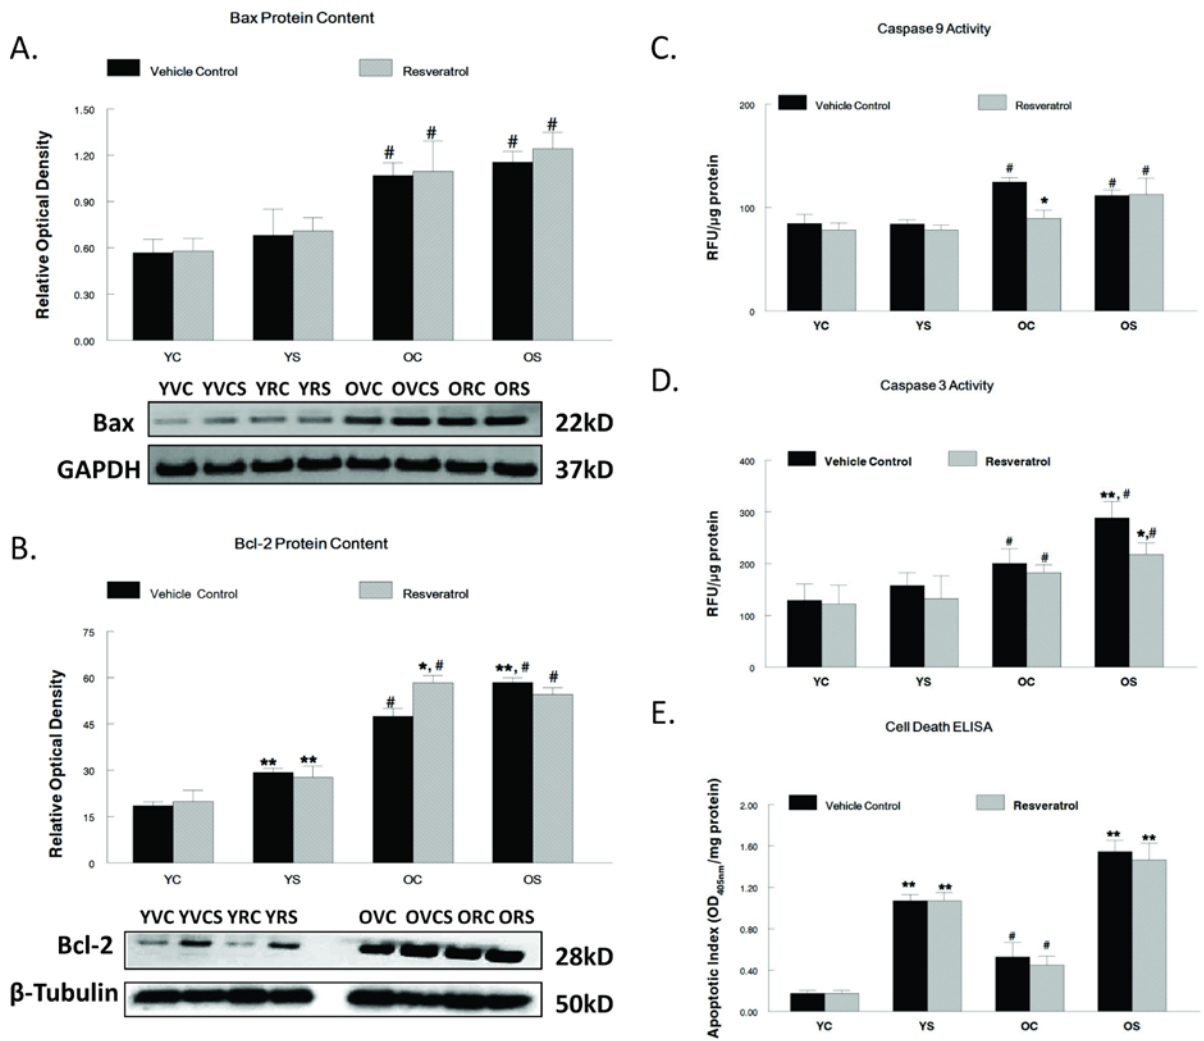 A.
Bax Protein Content
Vehicle Control
Resveratrol
Relative Optical Density
1.50
1.20
0.90
0.60
0.30
0.00
# # # #
YC YS OC OS
YVC YVCS YRC YRS OVC OVCS ORC ORS
Bax 22kD
GAPDH 37kD
B.
Bcl-2 Protein Content
Vehicle Control
Resveratrol
Relative Optical Density
75
60
45
30
15
0
** ** # *, # **, # #
YC YS OC OS
YVC YVCS YRC YRS OVC OVCS ORC ORS
Bcl-2 28kD
β-Tubulin 50kD
C.
Caspase 9 Activity
Vehicle Control
Resveratrol
RFU/µg protein
200
100
0
# * # #
YC YS OC OS
D.
Caspase 3 Activity
Vehicle Control
Resveratrol
RFU/µg protein
400
300
200
100
0
# # **, # *,#
YC YS OC OS
E.
Cell Death ELISA
Vehicle Control
Resveratrol
Apoptotic Index (OD405nm/mg protein)
2.00
1.60
1.20
0.80
0.40
0.00
** ** # # ** **
YC YS OC OS